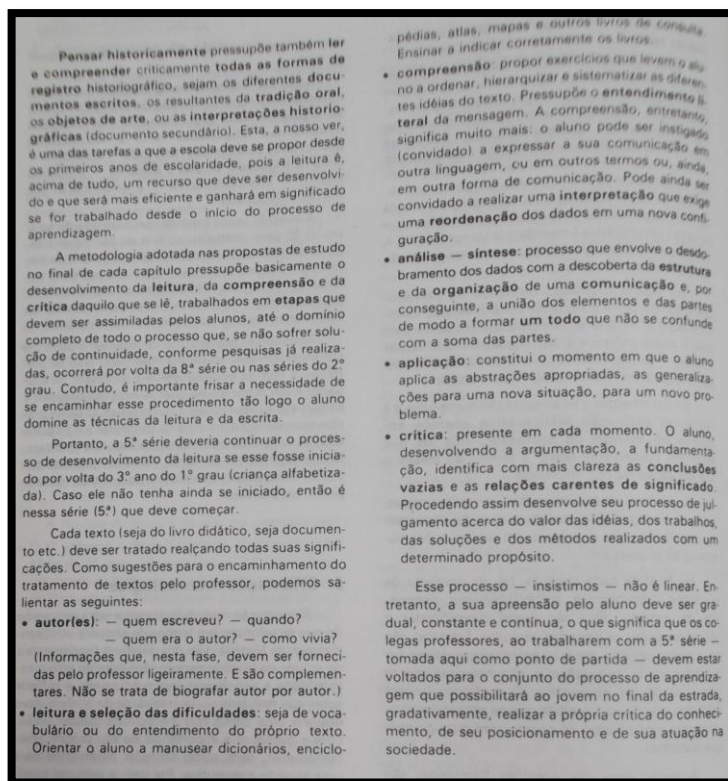 Pensar historicamente pressupõe também ler
e compreender criticamente todas as formas de
registro historiográfico, sejam os diferentes docu-
mentos escritos, os resultantes da tradição oral,
os objetos de arte, ou as interpretações historio-
gráficas (documento secundário). Esta, a nosso ver,
é uma das tarefas a que a escola deve se propor desde
os primeiros anos de escolaridade, pois a leitura é,
acima de tudo, um recurso que deve ser desenvolvi-
do e que será mais eficiente e ganhará em significado
se for trabalhado desde o início do processo de
aprendizagem.
A metodologia adotada nas propostas de estudo
no final de cada capítulo pressupõe basicamente o
desenvolvimento da leitura, da compreensão e da
crítica daquilo que se lê, trabalhados em etapas que
devem ser assimiladas pelos alunos, até o domínio
completo de todo o processo que, se não sofrer solu-
ção de continuidade, conforme pesquisas já realiza-
das, ocorrerá por volta da 8ª série ou nas séries do 2º
grau. Contudo, é importante frisar a necessidade de
se encaminhar esse procedimento tão logo o aluno
domine as técnicas da leitura e da escrita.
Portanto, a 5ª série deveria continuar o proces-
so de desenvolvimento da leitura se esse fosse inicia-
do por volta do 3º ano do 1º grau (criança alfabetiza-
da). Caso ele não tenha ainda se iniciado, então é
nessa série (5ª) que deve começar.
Cada texto (seja do livro didático, seja documen-
to etc.) deve ser tratado realçando todas suas signifi-
cações. Como sugestões para o encaminhamento do
tratamento de textos pelo professor, podemos sa-
lientar as seguintes:
• autor(es): — quem escreveu? — quando?
— quem era o autor? — como vivia?
(Informações que, nesta fase, devem ser forneci-
das pelo professor ligeiramente. E são complemen-
tares. Não se trata de biografar autor por autor.)
• leitura e seleção das dificuldades: seja de voca-
bulário ou do entendimento do próprio texto.
Orientar o aluno a manusear dicionários, enciclo-
pédias, atlas, mapas e outros livros de consulta.
Ensinar a indicar corretamente os livros.
• compreensão: propor exercícios que levem o alu-
no a ordenar, hierarquizar e sistematizar as diferen-
tes idéias do texto. Pressupõe o entendimento li-
teral da mensagem. A compreensão, entretanto,
significa muito mais: o aluno pode ser instigado
(convidado) a expressar a sua comunicação em
outra linguagem, ou em outros termos ou, ainda,
em outra forma de comunicação. Pode ainda ser
convidado a realizar uma interpretação que exige
uma reordenação dos dados em uma nova confi-
guração.
• análise — síntese: processo que envolve o desdo-
bramento dos dados com a descoberta da estrutura
e da organização de uma comunicação e, por
conseguinte, a união dos elementos e das partes
de modo a formar um todo que não se confunde
com a soma das partes.
• aplicação: constitui o momento em que o aluno
aplica as abstrações apropriadas, as generaliza-
ções para uma nova situação, para um novo pro-
blema.
• crítica: presente em cada momento. O aluno,
desenvolvendo a argumentação, a fundamenta-
ção, identifica com mais clareza as conclusões
vazias e as relações carentes de significado.
Procedendo assim desenvolve seu processo de jul-
gamento acerca do valor das idéias, dos trabalhos,
das soluções e dos métodos realizados com um
determinado propósito.
Esse processo — insistimos — não é linear. En-
tretanto, a sua apreensão pelo aluno deve ser gra-
dual, constante e contínua, o que significa que os co-
legas professores, ao trabalharem com a 5ª série —
tomada aqui como ponto de partida — devem estar
voltados para o conjunto do processo de aprendiza-
gem que possibilitará ao jovem no final da estrada,
gradativamente, realizar a própria crítica do conheci-
mento, de seu posicionamento e de sua atuação na
sociedade.